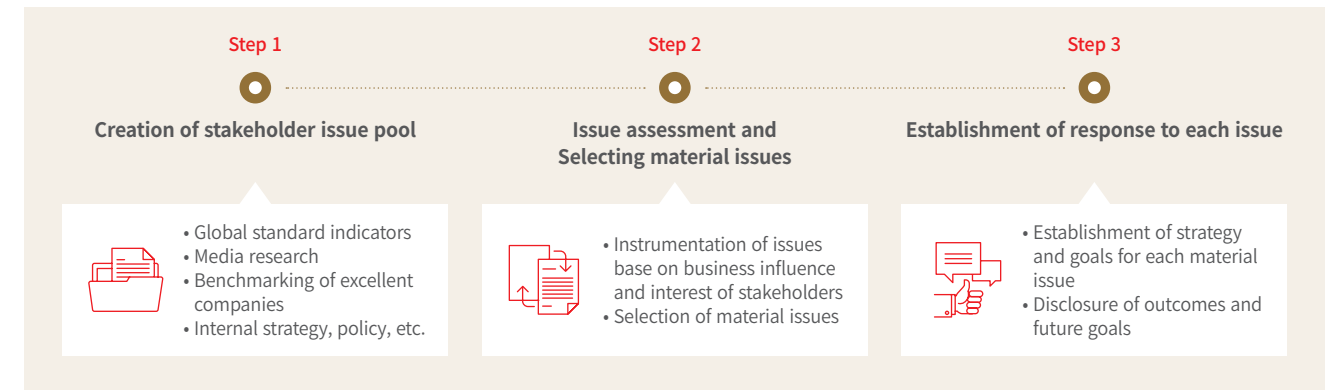 Step 1
Creation of stakeholder issue pool
• Global standard indicators
• Media research
• Benchmarking of excellent
companies
• Internal strategy, policy, etc.
Step 2
Issue assessment and
Selecting material issues
• Instrumentation of issues
base on business influence
and interest of stakeholders
• Selection of material issues
Step 3
Establishment of response to each issue
• Establishment of strategy
and goals for each material
issue
• Disclosure of outcomes and
future goals